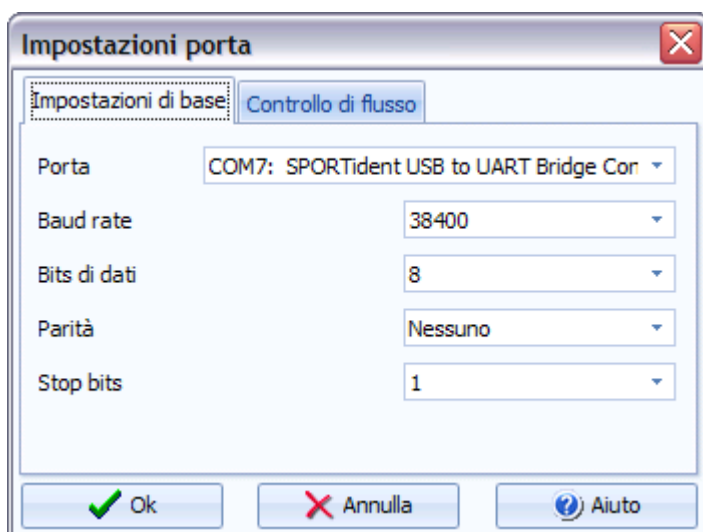 Impostazioni porta
Impostazioni di base
Controllo di flusso
Porta COM7: SPORTident USB to UART Bridge Con
Baud rate 38400
Bits di dati 8
Parità Nessuno
Stop bits 1
Ok Annulla Aiuto